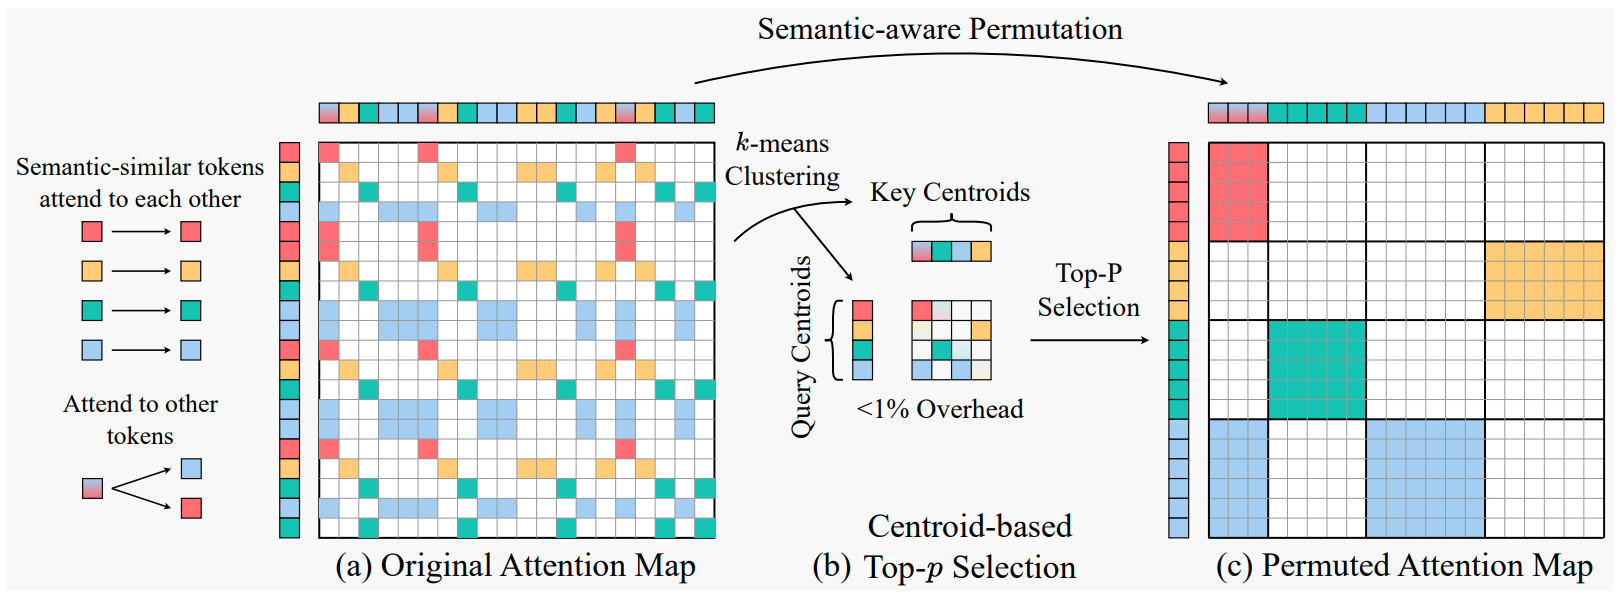 Semantic-aware Permutation
Semantic-similar tokens
attend to each other
Attend to other
tokens
k-means
Clustering
Key Centroids
Query Centroids
<1% Overhead
Top-P
Selection
(a) Original Attention Map
(b) Centroid-based
Top-p Selection
(c) Permuted Attention Map